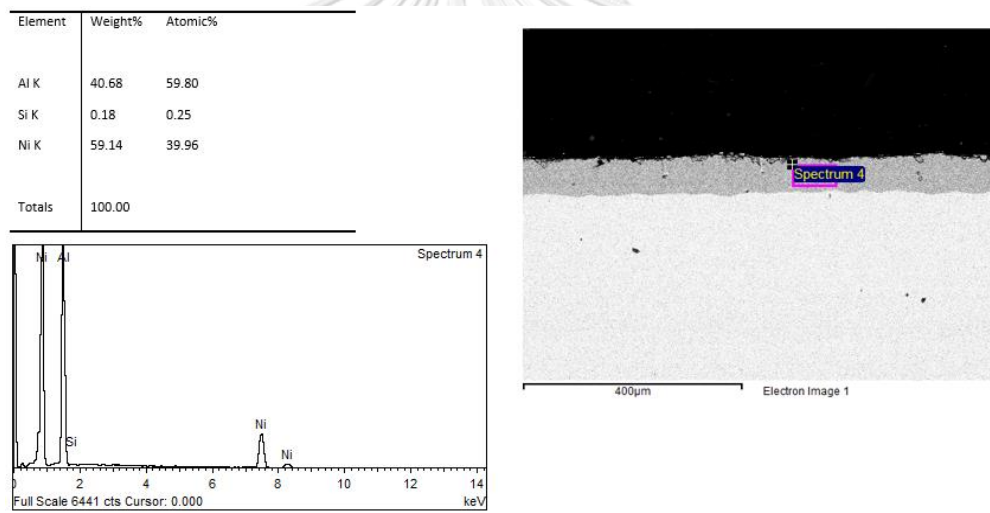 Element Weight% Atomic%
Al K 40.68 59.80
Si K 0.18 0.25
Ni K 59.14 39.96
Totals 100.00
Spectrum 4
Ni Al
Si
Ni
Ni
0 2 4 6 8 10 12 14
Full Scale 6441 cts Cursor: 0.000 keV
Spectrum 4
400µm Electron Image 1